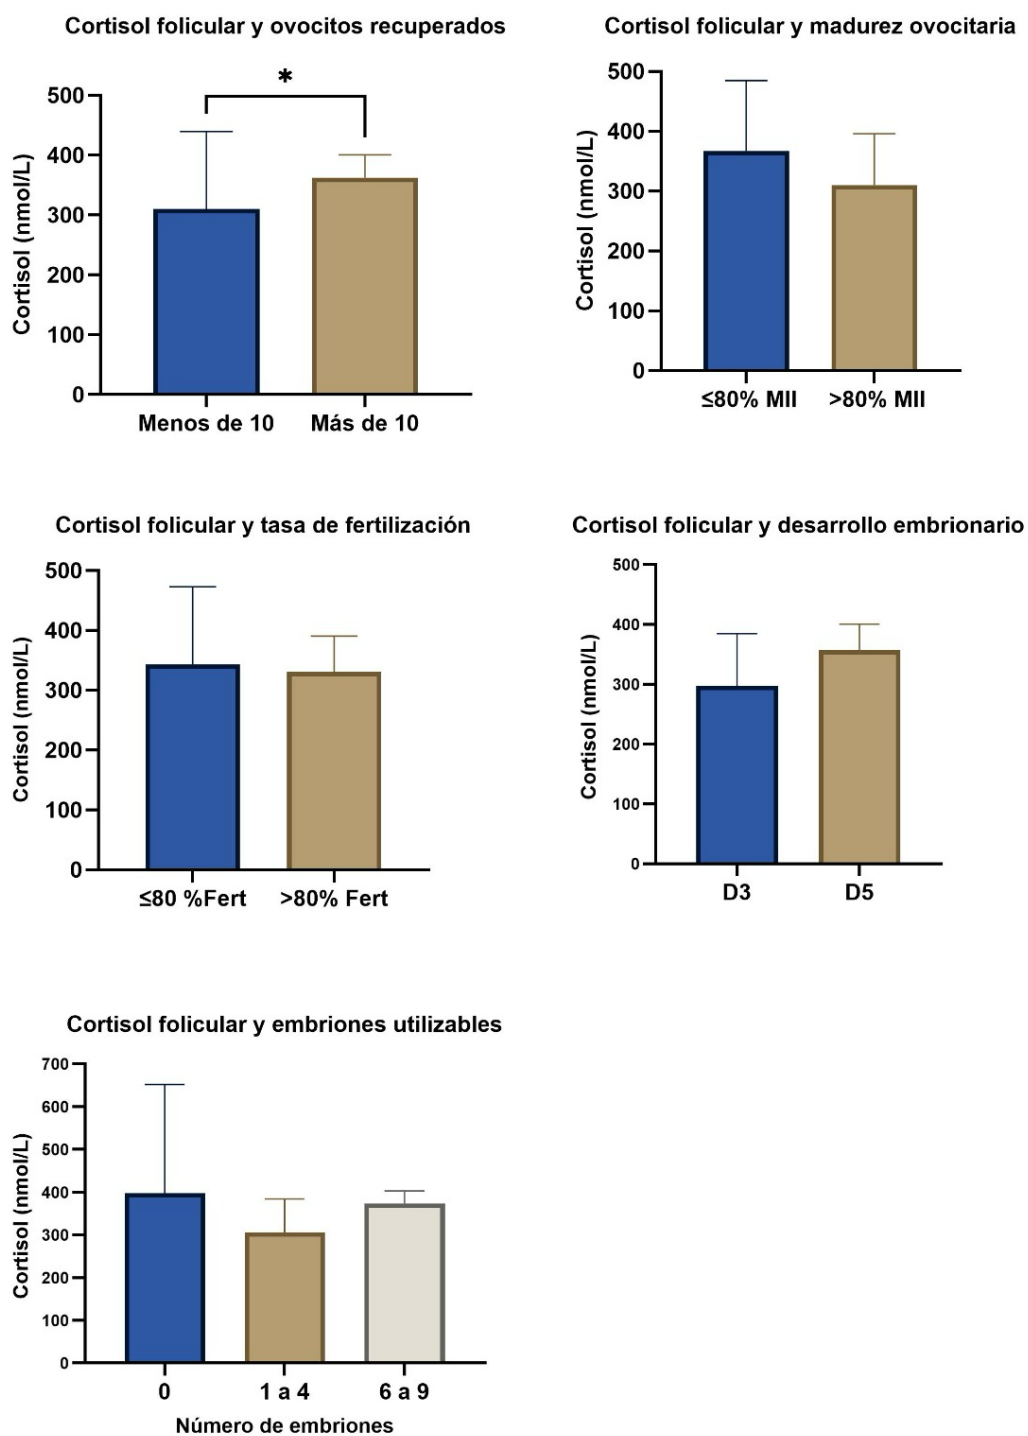 Cortisol folicular y ovocitos recuperados
*
Cortisol (nmol/L)
500
400
300
200
100
0
Menos de 10
Más de 10
Cortisol folicular y madurez ovocitaria
Cortisol (nmol/L)
500
400
300
200
100
0
≤80% MII
>80% MII
Cortisol folicular y tasa de fertilización
Cortisol (nmol/L)
500
400
300
200
100
0
≤80 %Fert
>80% Fert
Cortisol folicular y desarrollo embrionario
Cortisol (nmol/L)
500
400
300
200
100
0
D3
D5
Cortisol folicular y embriones utilizables
Cortisol (nmol/L)
700
600
500
400
300
200
100
0
0
1 a 4
6 a 9
Número de embriones